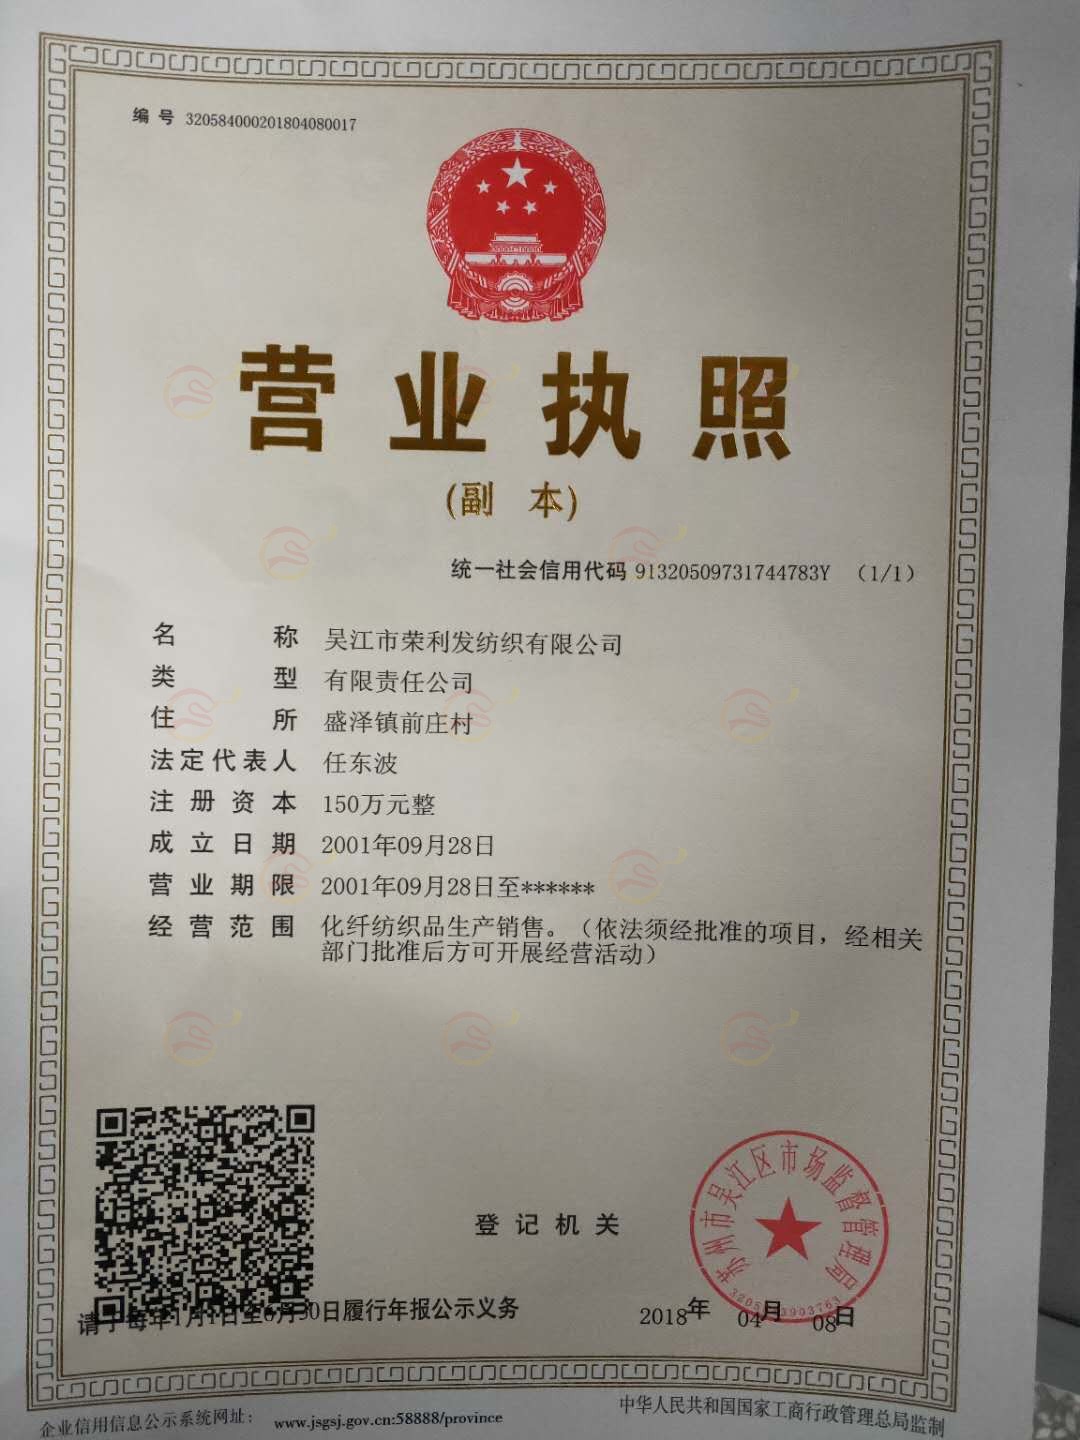 编 号 320584000201804080017
营 业 执 照
(副 本)
统一社会信用代码 91320509731744783Y (1/1)
名 称 吴江市荣利发纺织有限公司
类 型 有限责任公司
住 所 盛泽镇前庄村
法定代表人 任东波
注 册 资 本 150万元整
成 立 日 期 2001年09月28日
营 业 期 限 2001年09月28日至******
经 营 范 围 化纤纺织品生产销售。（依法须经批准的项目，经相关
部门批准后方可开展经营活动）
苏州市吴江区市场监督管理局
登 记 机 关
请于每年1月1日至6月30日履行年报公示义务
2018年 04月 08日
企业信用信息公示系统网址： www.jsgsj.gov.cn:58888/province
中华人民共和国国家工商行政管理总局监制